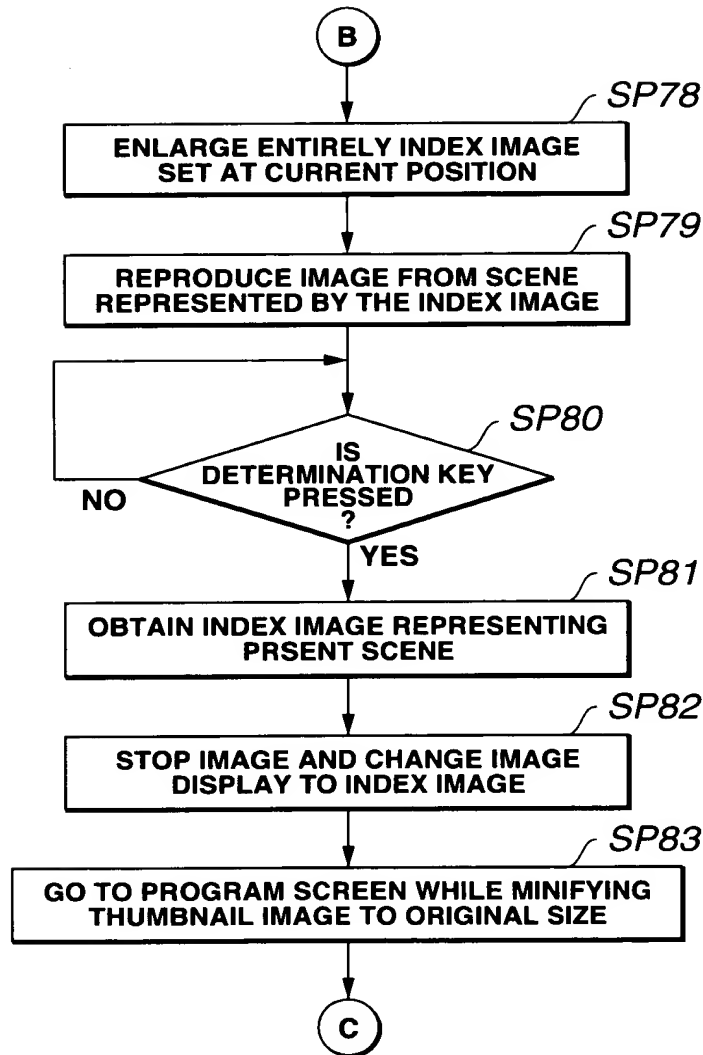 B
SP78
ENLARGE ENTIRELY INDEX IMAGE
SET AT CURRENT POSITION
SP79
REPRODUCE IMAGE FROM SCENE
REPRESENTED BY THE INDEX IMAGE
SP80
IS
DETERMINATION KEY
PRESSED
?
NO
YES
SP81
OBTAIN INDEX IMAGE REPRESENTING
PRSENT SCENE
SP82
STOP IMAGE AND CHANGE IMAGE
DISPLAY TO INDEX IMAGE
SP83
GO TO PROGRAM SCREEN WHILE MINIFYING
THUMBNAIL IMAGE TO ORIGINAL SIZE
C